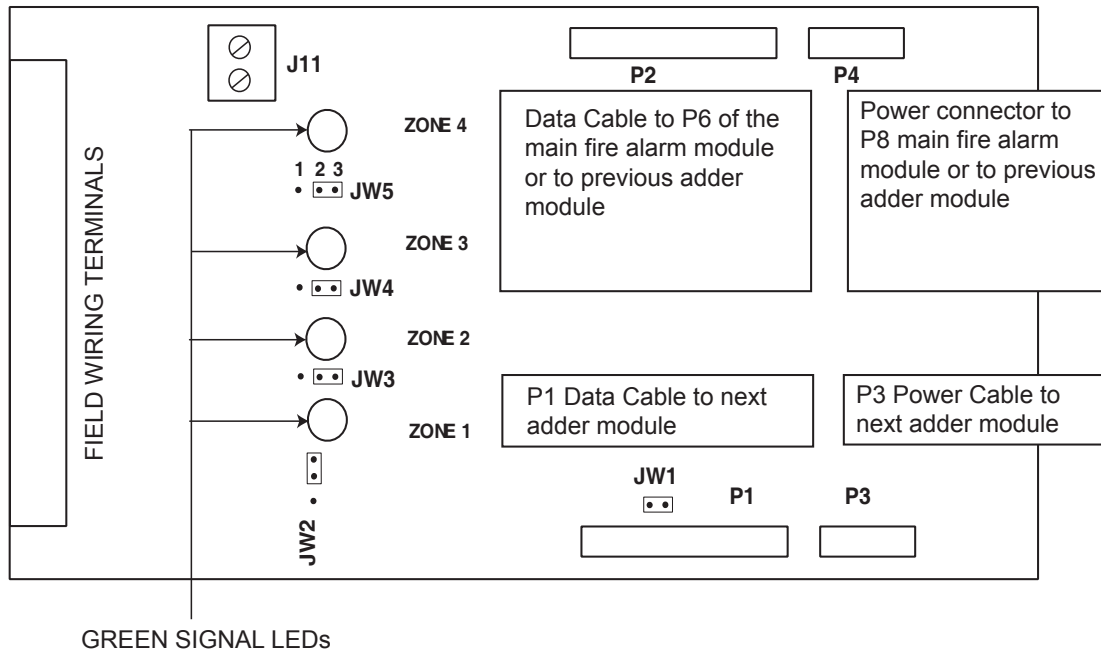 J11
P2
P4
ZONE 4
Data Cable to P6 of the
main fire alarm module
or to previous adder
module
Power connector to
P8 main fire alarm
module or to previous
adder module
1 2 3
JW5
ZONE 3
JW4
ZONE 2
JW3
ZONE 1
FIELD WIRING TERMINALS
P1 Data Cable to next
adder module
P3 Power Cable to
next adder module
JW1
P1
P3
JW2
GREEN SIGNAL LEDs